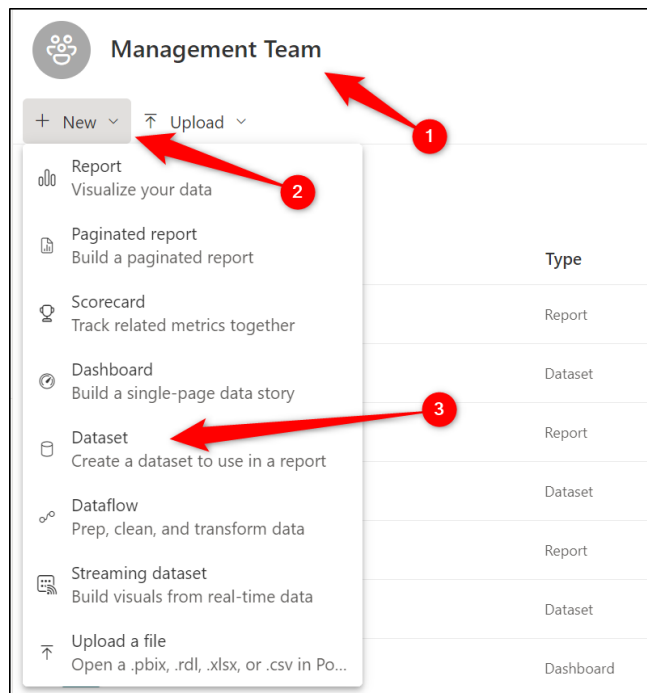 Management Team
1
New
Upload
2
Report
Visualize your data
Paginated report
Build a paginated report
Type
Scorecard
Track related metrics together
Report
Dashboard
Build a single-page data story
Dataset
3
Dataset
Create a dataset to use in a report
Report
Dataflow
Prep, clean, and transform data
Dataset
Streaming dataset
Build visuals from real-time data
Report
Dataset
Upload a file
Open a .pbix, .rdl, .xlsx, or .csv in Po...
Dashboard